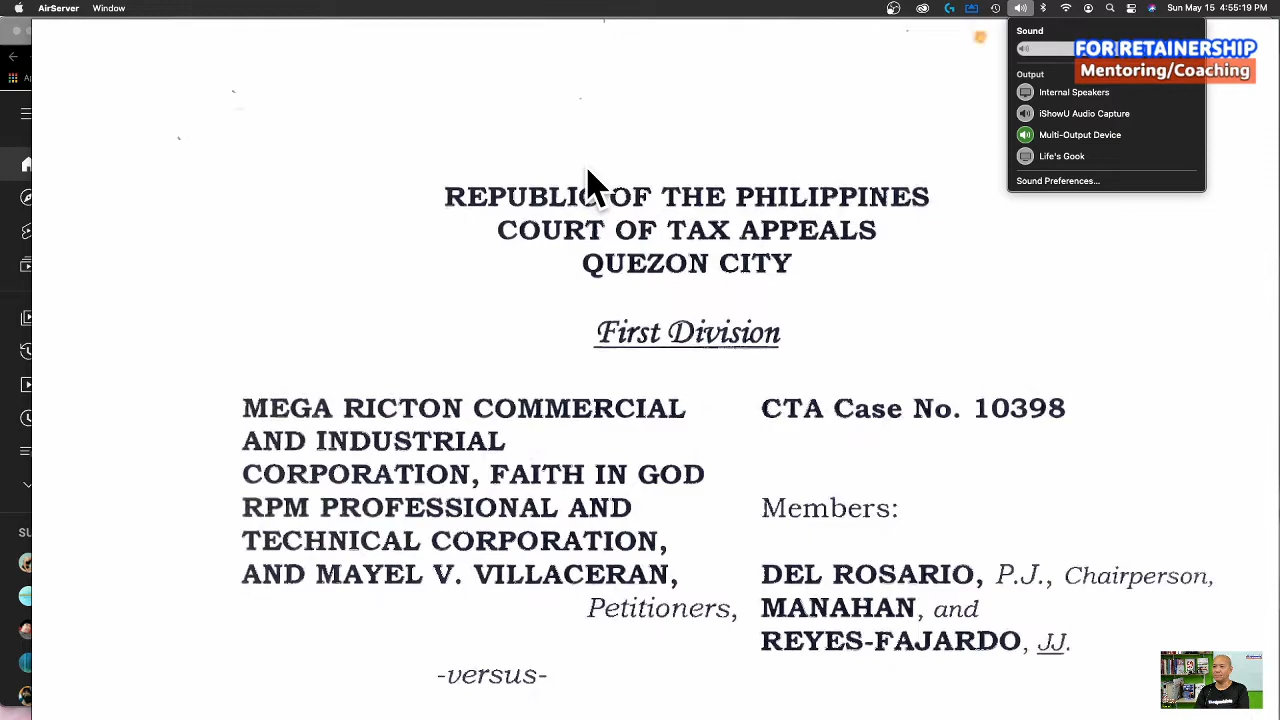 AirServer Window Sun May 15 4:55:19 PM
Sound
FOR RETAINERSHIP
Mentoring/Coaching
Output
Internal Speakers
iShowU Audio Capture
Multi-Output Device
Life's Gook
Sound Preferences...
REPUBLIC OF THE PHILIPPINES
COURT OF TAX APPEALS
QUEZON CITY
First Division
MEGA RICTON COMMERCIAL
AND INDUSTRIAL
CORPORATION, FAITH IN GOD
RPM PROFESSIONAL AND
TECHNICAL CORPORATION,
AND MAYEL V. VILLACERAN,
Petitioners,
-versus-
CTA Case No. 10398
Members:
DEL ROSARIO, P.J., Chairperson,
MANAHAN, and
REYES-FAJARDO, JJ.